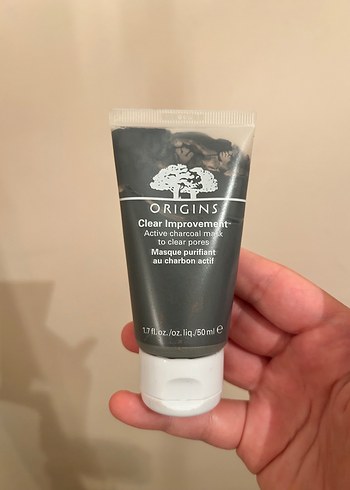 ORIGINS
Clear Improvement™
Active charcoal mask
to clear pores
Masque purifiant
au charbon actif
1.7 fl. oz./oz. liq./50 ml ℮